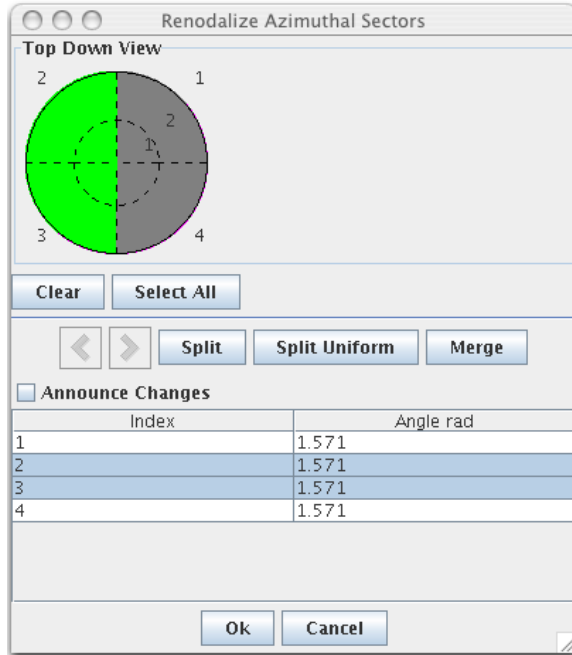 Renodalize Azimuthal Sectors
Top Down View
2 1
2
1
3 4
Clear Select All
Split Split Uniform Merge
Announce Changes
Index Angle rad
1 1.571
2 1.571
3 1.571
4 1.571
Ok Cancel